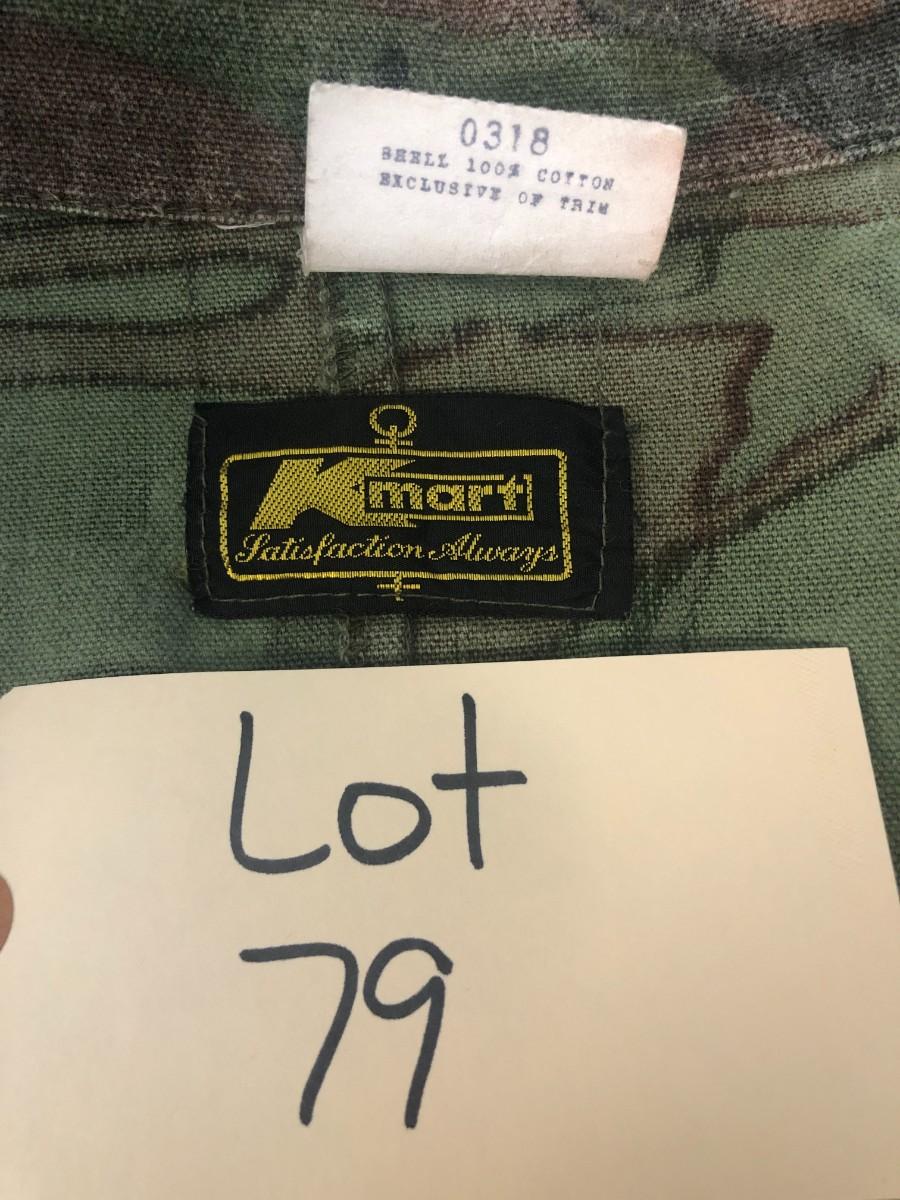 0318
SHELL 100% COTTON
EXCLUSIVE OF TRIM
Kmart
Satisfaction Always
Lot
79